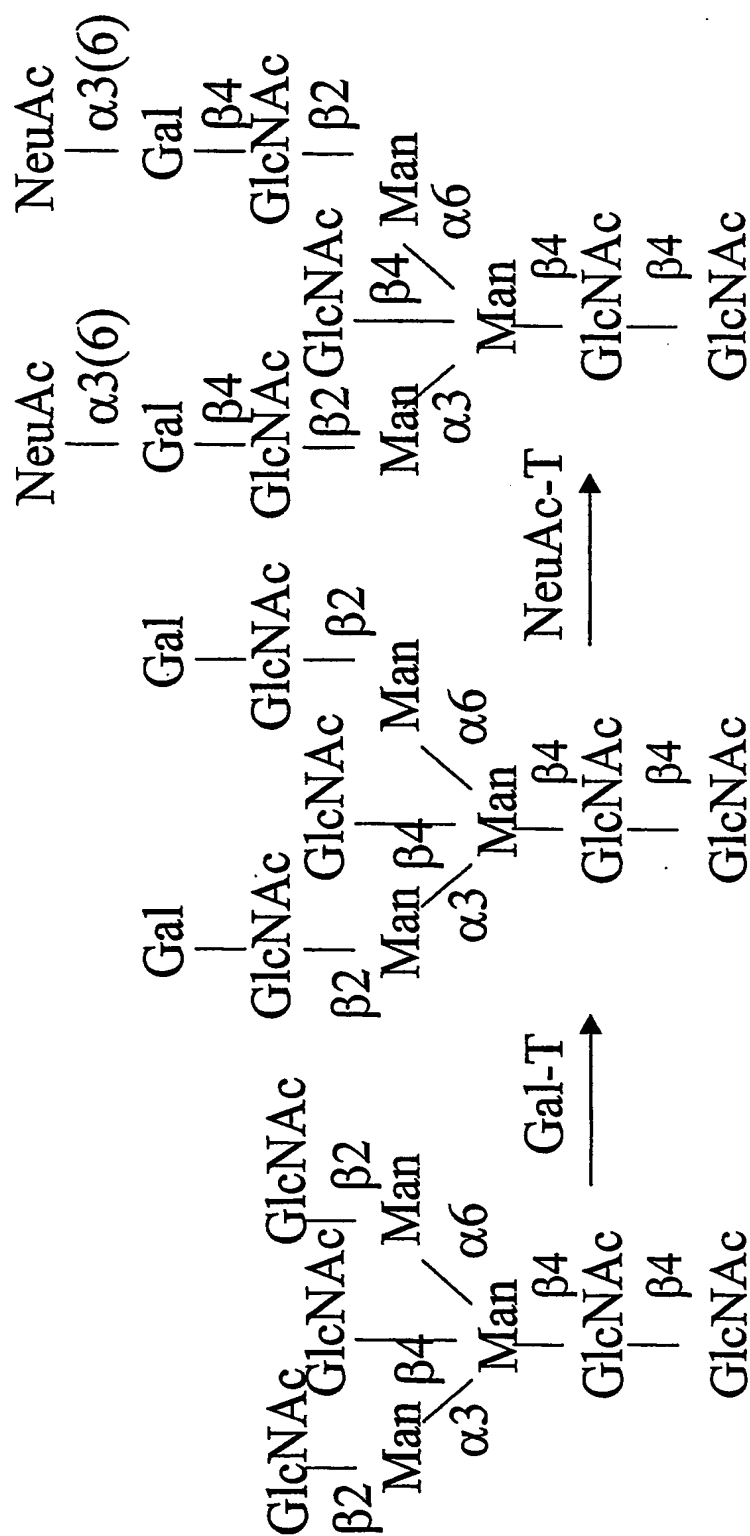 GlcNAc GlcNAc
GlcNAc
β2 β2
Man β4 Man
α3 α6
Man
β4
GlcNAc
β4
GlcNAc
Gal-T
Gal Gal
GlcNAc GlcNAc
GlcNAc
β2 β2
Man β4 Man
α3 α6
Man
β4
GlcNAc
β4
GlcNAc
NeuAc-T
NeuAc NeuAc
α3(6) α3(6)
Gal Gal
β4 β4
GlcNAc GlcNAc
β2 GlcNAc β2
Man β4 Man
α3 α6
Man
β4
GlcNAc
β4
GlcNAc